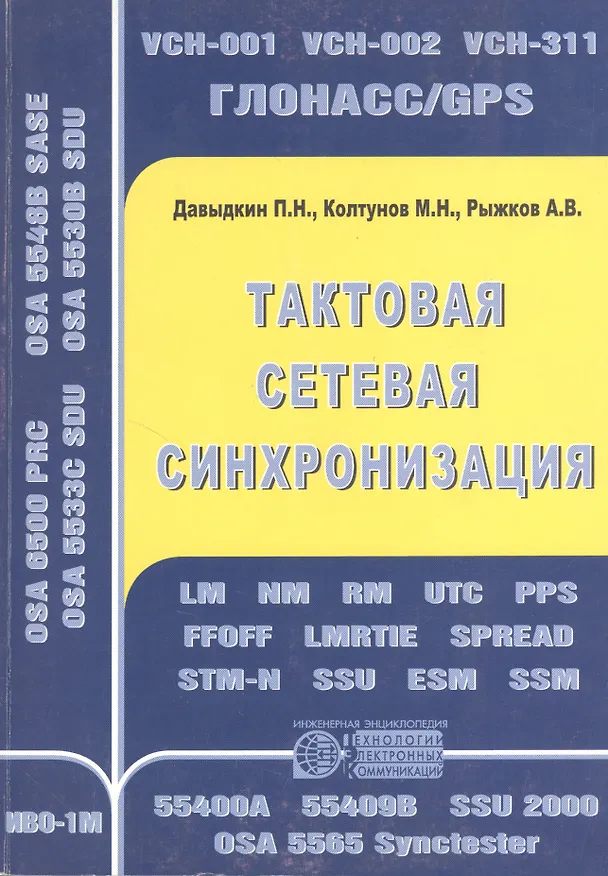 VCH-001 VCH-002 VCH-311
ГЛОНАСС/GPS
OSA 5548B SASE
OSA 5530B SDU
OSA 6500 PRC
OSA 5533C SDU
Давыдкин П.Н., Колтунов М.Н., Рыжков А.В.
ТАКТОВАЯ
СЕТЕВАЯ
СИНХРОНИЗАЦИЯ
LM NM RM UTC PPS
FFOFF LMRTIE SPREAD
STM-N SSU ESM SSM
ИНЖЕНЕРНАЯ ЭНЦИКЛОПЕДИЯ
ТЕХНОЛОГИИ
ЭЛЕКТРОННЫХ
КОММУНИКАЦИЙ
ИВО-1М
55400A 55409B SSU 2000
OSA 5565 Synctester